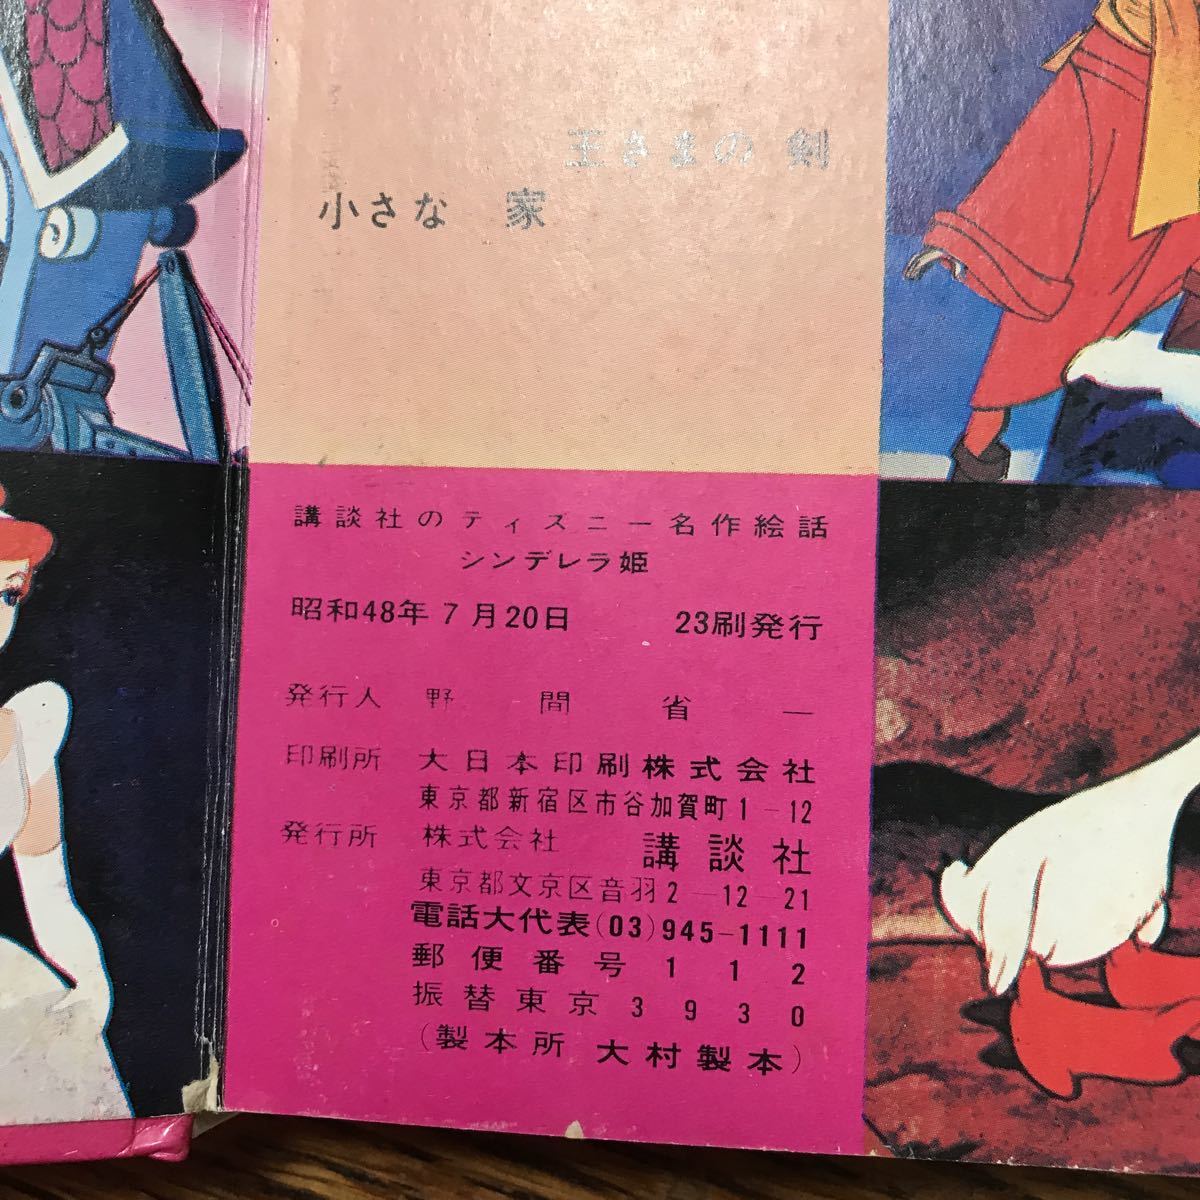 王さまの 剣
小さな 家
講談社のディズニー名作絵話
シンデレラ姫
昭和48年7月20日 23刷発行
発行人 野間省一
印刷所 大日本印刷株式会社
東京都新宿区市谷加賀町1-12
発行所 株式会社 講談社
東京都文京区音羽2-12-21
電話大代表(03)945-1111
郵便番号112
振替東京3930
(製本所 大村製本)